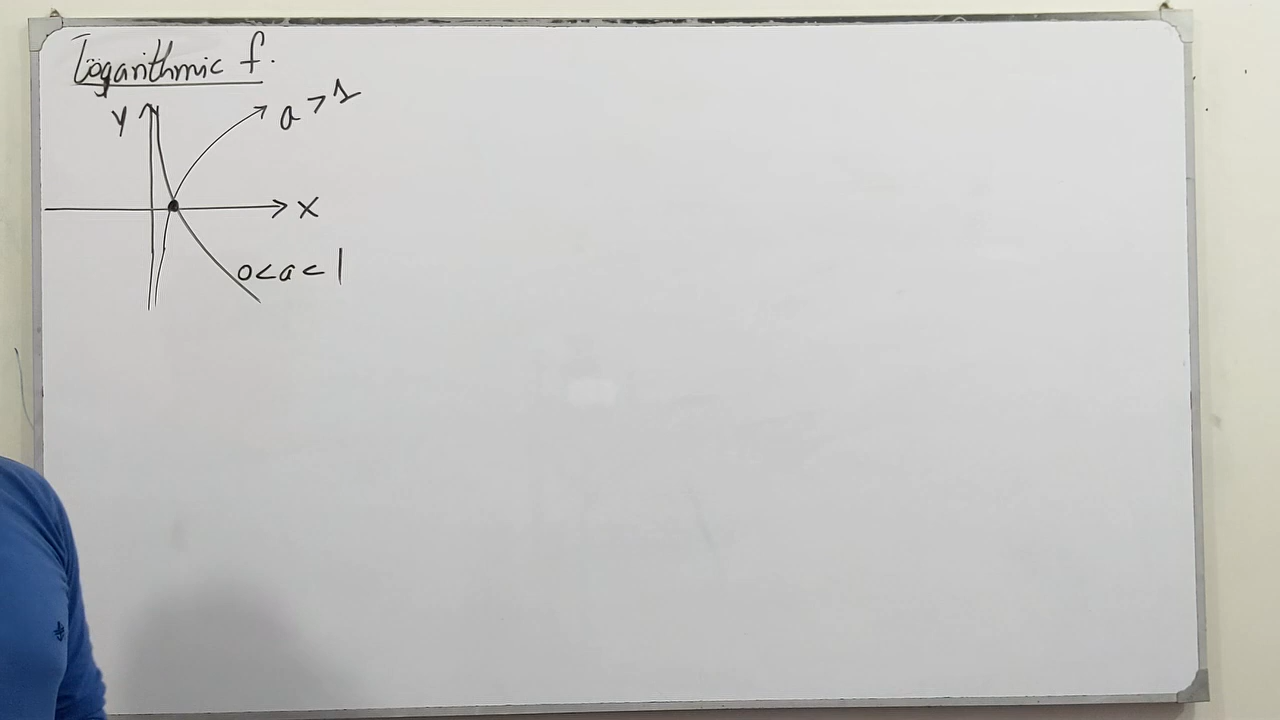 Logarithmic f.
y
a > 1
x
0 < a < 1